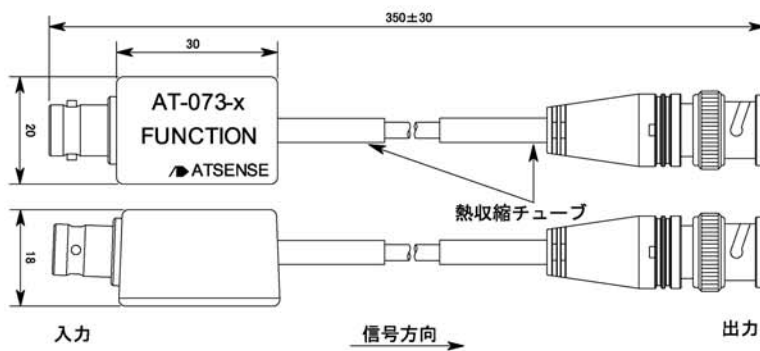 350±30
30
AT-073-x
FUNCTION
ATSENSE
20
熱収縮チューブ
18
入力
信号方向
出力